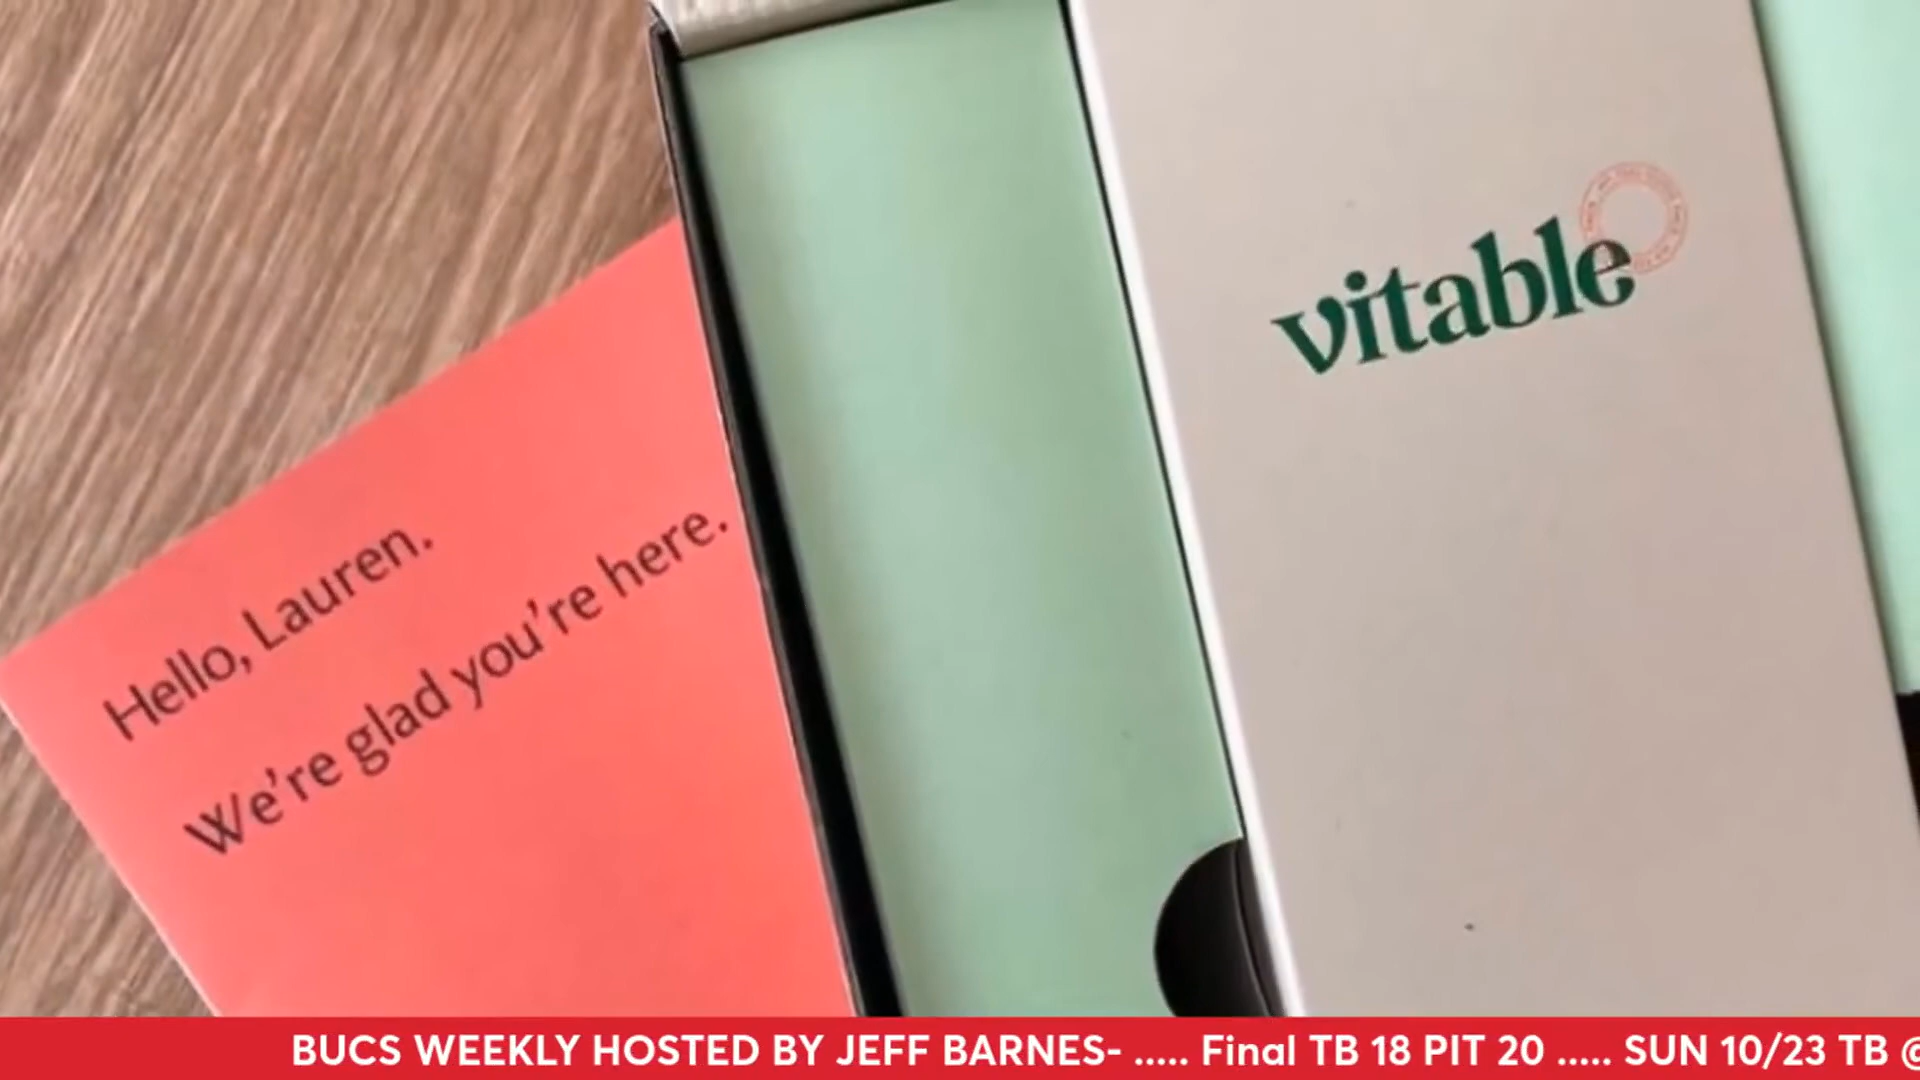 vitable
Hello, Lauren.
We're glad you're here.
BUCS WEEKLY HOSTED BY JEFF BARNES- ..... Final TB 18 PIT 20 ..... SUN 10/23 TB @